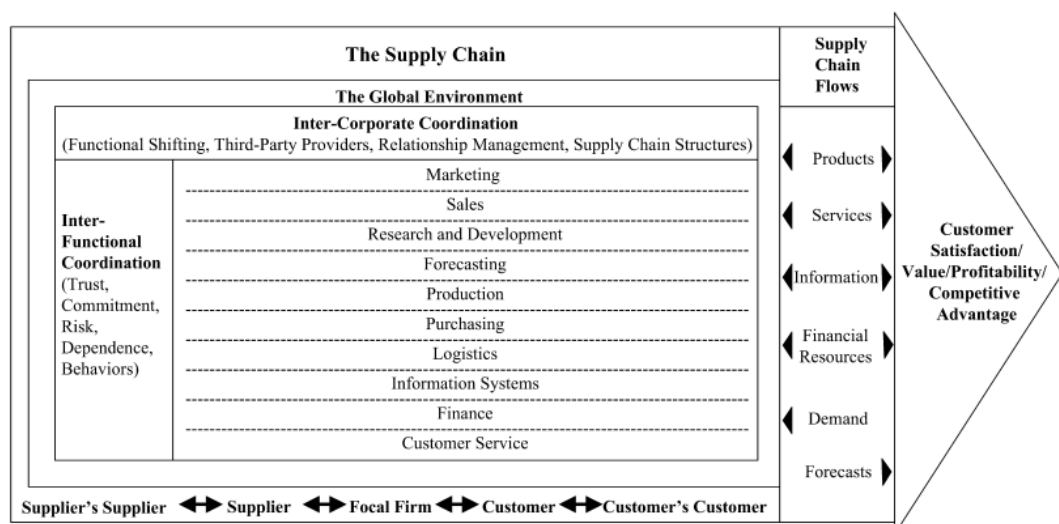 The Supply Chain
Supply
Chain
Flows
The Global Environment
Inter-Corporate Coordination
(Functional Shifting, Third-Party Providers, Relationship Management, Supply Chain Structures)
Inter-
Functional
Coordination
(Trust,
Commitment,
Risk,
Dependence,
Behaviors)
Marketing
Sales
Research and Development
Forecasting
Production
Purchasing
Logistics
Information Systems
Finance
Customer Service
Products
Services
Information
Financial
Resources
Demand
Forecasts
Customer
Satisfaction/
Value/Profitability/
Competitive
Advantage
Supplier's Supplier
Supplier
Focal Firm
Customer
Customer's Customer